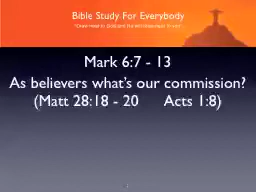 Bible Study For Everybody
Mark 6:7 - 13
As believers what's our commission?
(Matt 28:18 - 20 Acts 1:8)